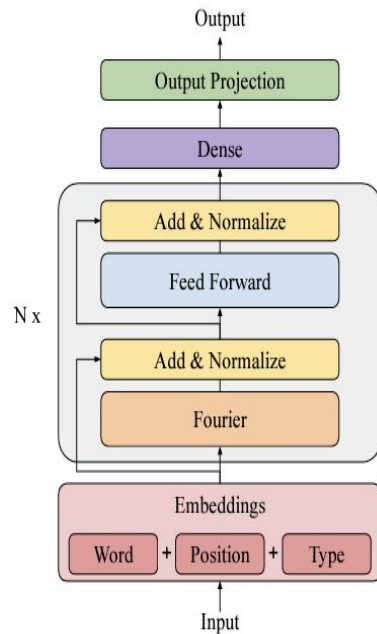 Output
Output Projection
Dense
Add & Normalize
Feed Forward
N x
Add & Normalize
Fourier
Embeddings
Word + Position + Type
Input